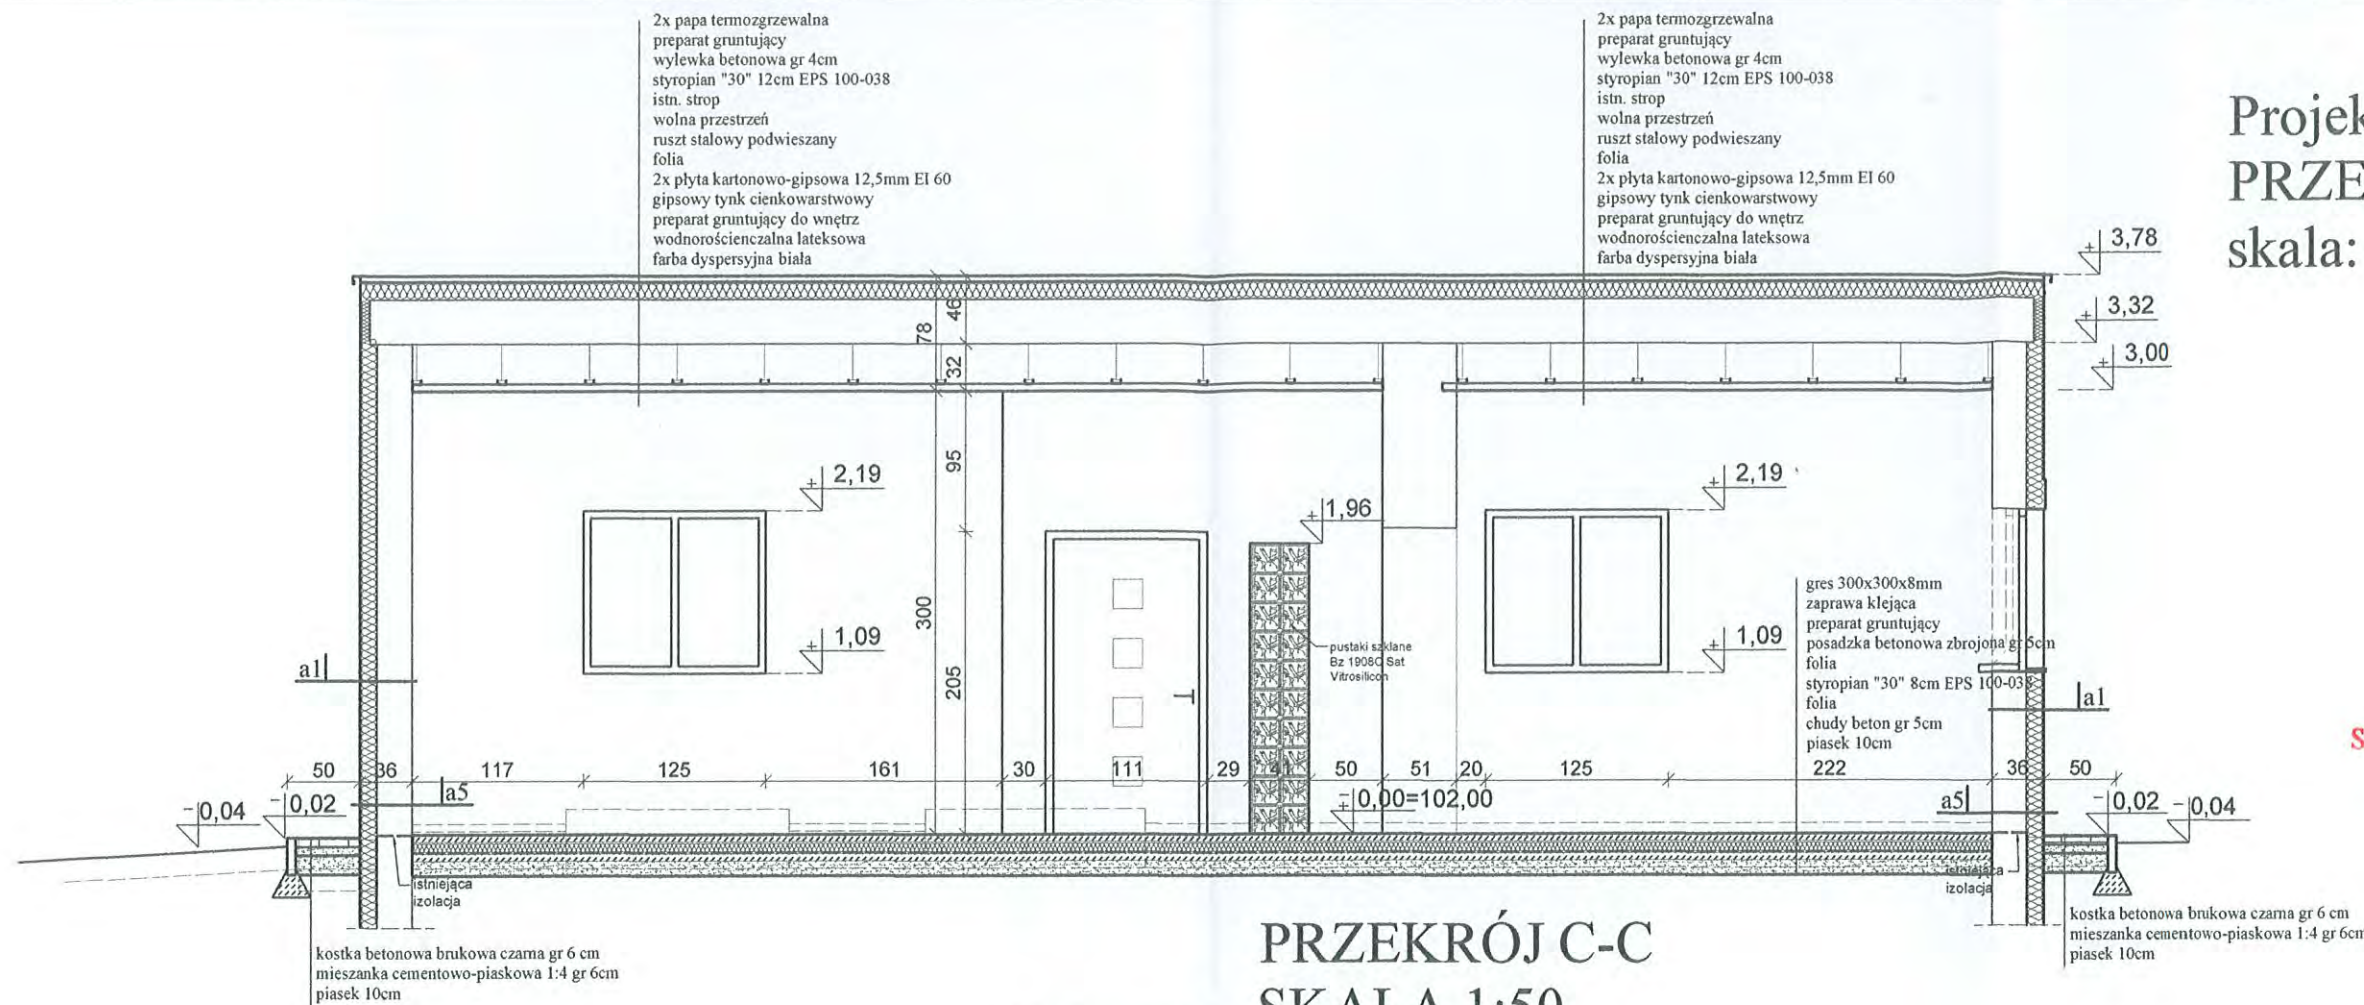 2x papa termozgrzewalna
preparat gruntujący
wylewka betonowa gr 4cm
styropian "30" 12cm EPS 100-038
istn. strop
wolna przestrzeń
ruszt stalowy podwieszany
folia
2x płyta kartonowo-gipsowa 12,5mm EI 60
gipsowy tynk cienkowarstwowy
preparat gruntujący do wnętrz
wodnorościenczalna lateksowa
farba dyspersyjna biała
2x papa termozgrzewalna
preparat gruntujący
wylewka betonowa gr 4cm
styropian "30" 12cm EPS 100-038
istn. strop
wolna przestrzeń
ruszt stalowy podwieszany
folia
2x płyta kartonowo-gipsowa 12,5mm EI 60
gipsowy tynk cienkowarstwowy
preparat gruntujący do wnętrz
wodnorościenczalna lateksowa
farba dyspersyjna biała
Projek
PRZE
skala:
+ 3,78
+ 3,32
+ 3,00
46
78
32
95
300
205
+ 2,19
+ 1,09
+ 1,96
+ 2,19
+ 1,09
pustaki szklane
Bz 1908C Sat
Vitrosilicon
gres 300x300x8mm
zaprawa klejąca
preparat gruntujący
posadzka betonowa zbrojona gr 5cm
folia
styropian "30" 8cm EPS 100-038
folia
chudy beton gr 5cm
piasek 10cm
a1
a1
s
50 36 117 125 161 30 111 29 41 50 51 20 125 222 36 50
a5
a5
-0,04
-0,02
±0,00=102,00
-0,02
-0,04
istniejąca
izolacja
istniejąca
izolacja
kostka betonowa brukowa czarna gr 6 cm
mieszanka cementowo-piaskowa 1:4 gr 6cm
piasek 10cm
kostka betonowa brukowa czarna gr 6 cm
mieszanka cementowo-piaskowa 1:4 gr 6cm
piasek 10cm
PRZEKRÓJ C-C
SKALA 1:50